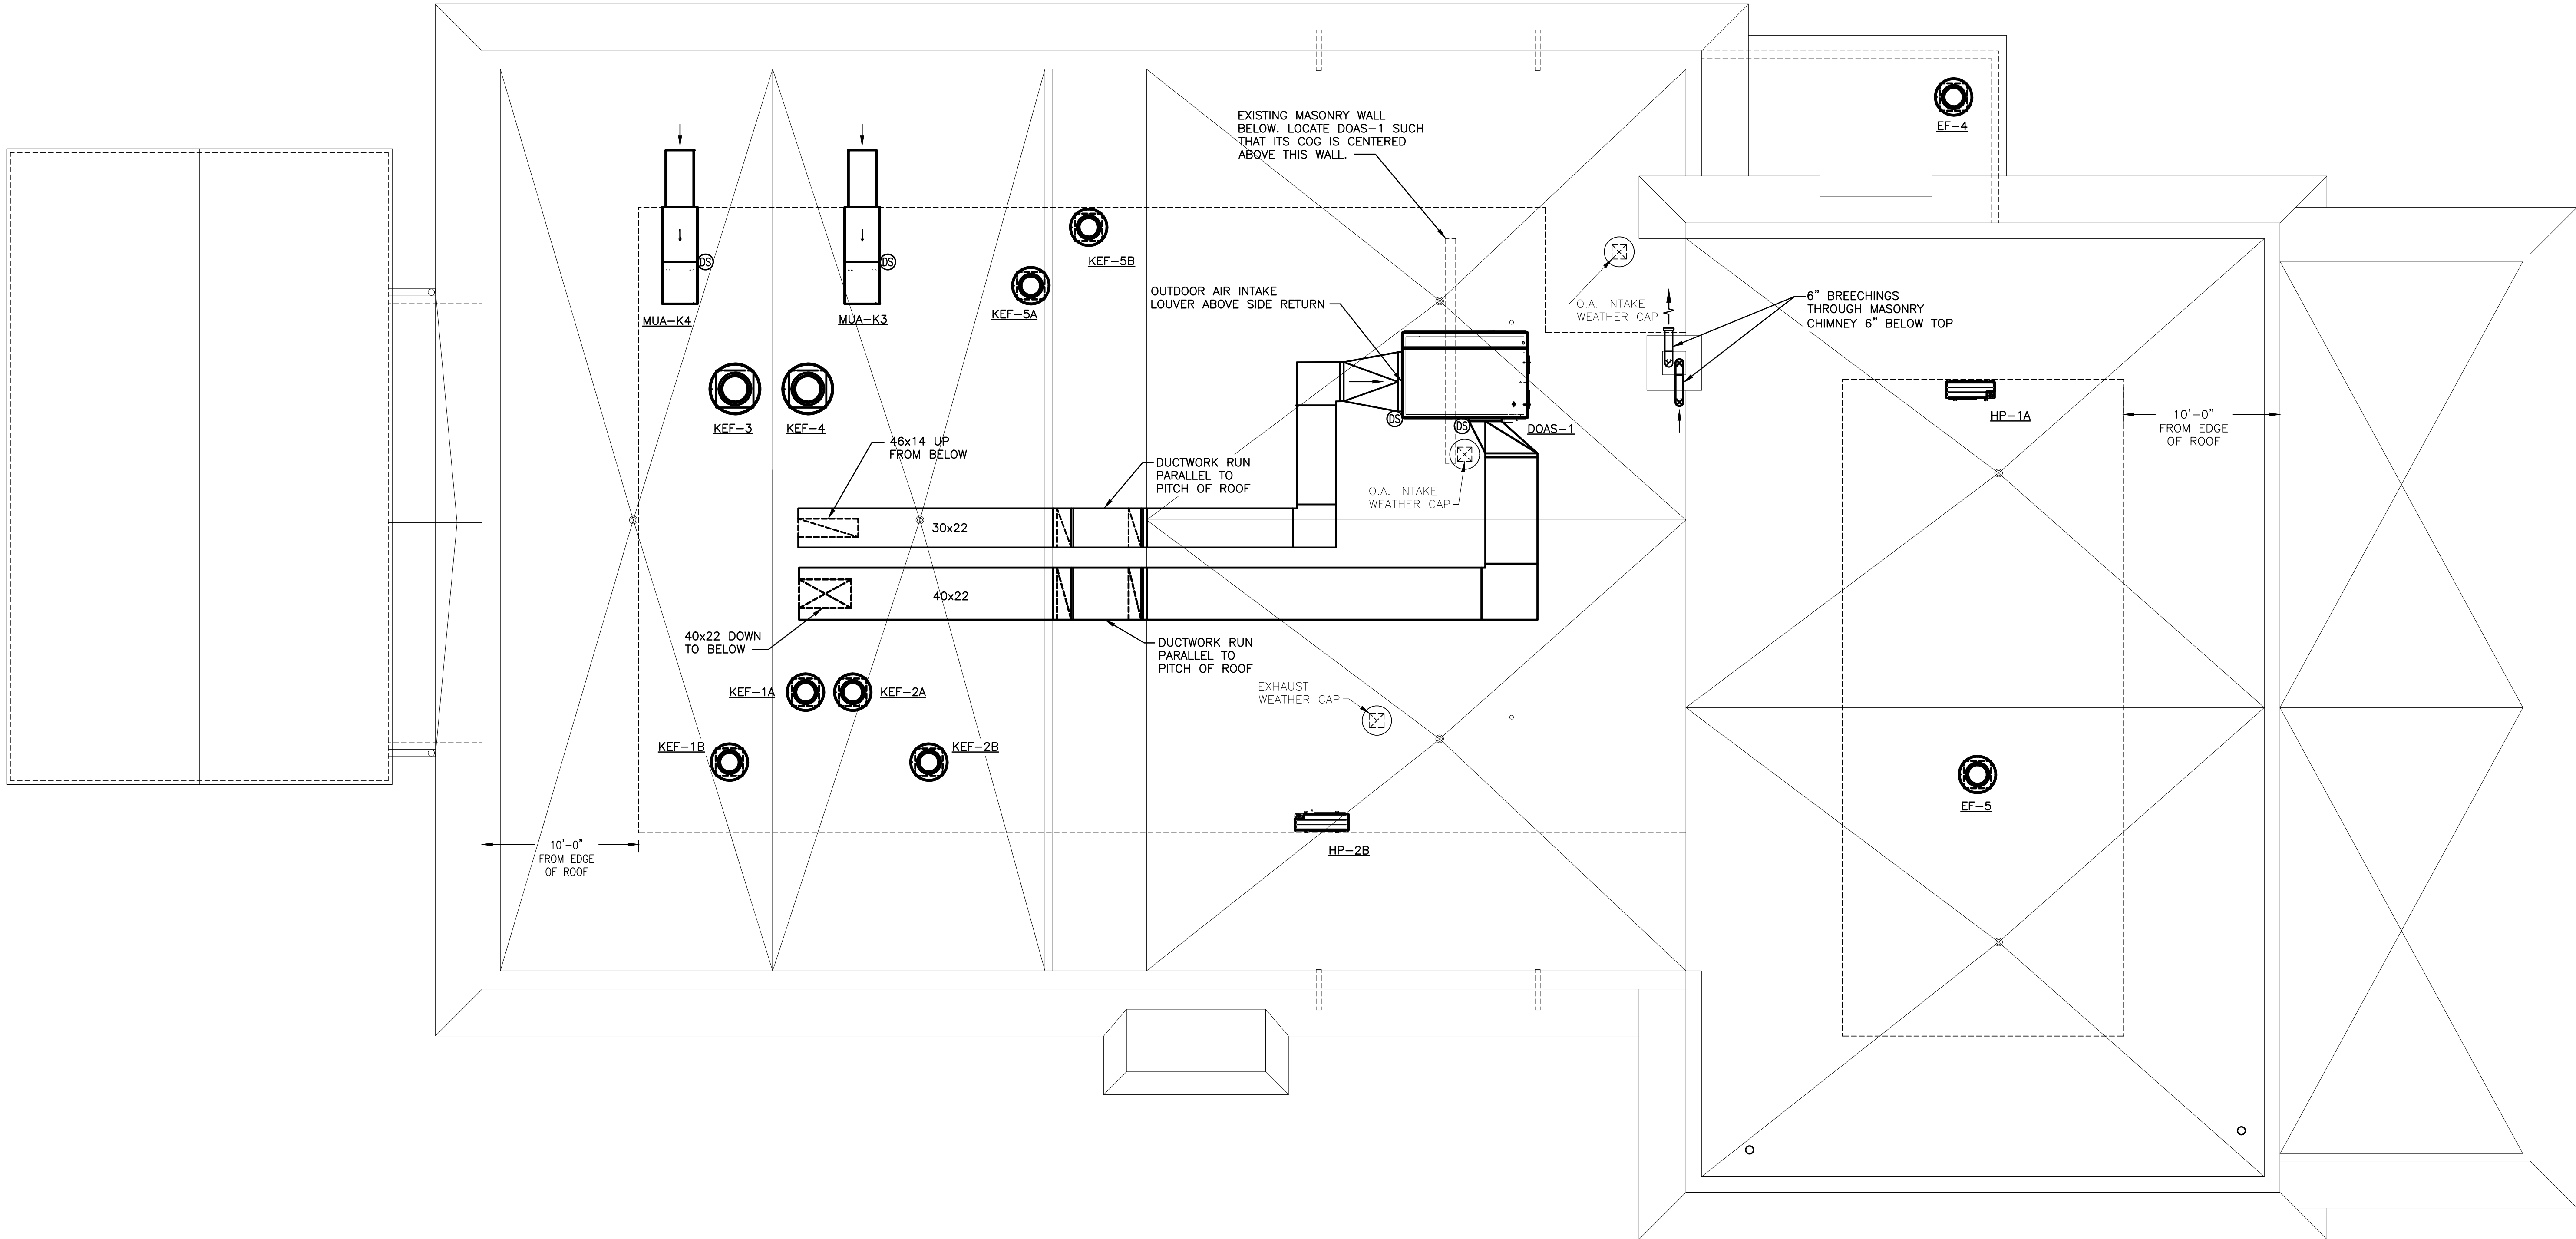 EF-4
EXISTING MASONRY WALL
BELOW. LOCATE DOAS-1 SUCH
THAT ITS COG IS CENTERED
ABOVE THIS WALL.
KEF-5B
DS
DS
OUTDOOR AIR INTAKE
LOUVER ABOVE SIDE RETURN
O.A. INTAKE
WEATHER CAP
6" BREECHINGS
THROUGH MASONRY
CHIMNEY 6" BELOW TOP
MUA-K4
MUA-K3
KEF-5A
KEF-3
KEF-4
DS
DS
DOAS-1
HP-1A
10'-0"
FROM EDGE
OF ROOF
46x14 UP
FROM BELOW
DUCTWORK RUN
PARALLEL TO
PITCH OF ROOF
O.A. INTAKE
WEATHER CAP
30x22
40x22
40x22 DOWN
TO BELOW
DUCTWORK RUN
PARALLEL TO
PITCH OF ROOF
KEF-1A
KEF-2A
EXHAUST
WEATHER CAP
KEF-1B
KEF-2B
EF-5
10'-0"
FROM EDGE
OF ROOF
HP-2B